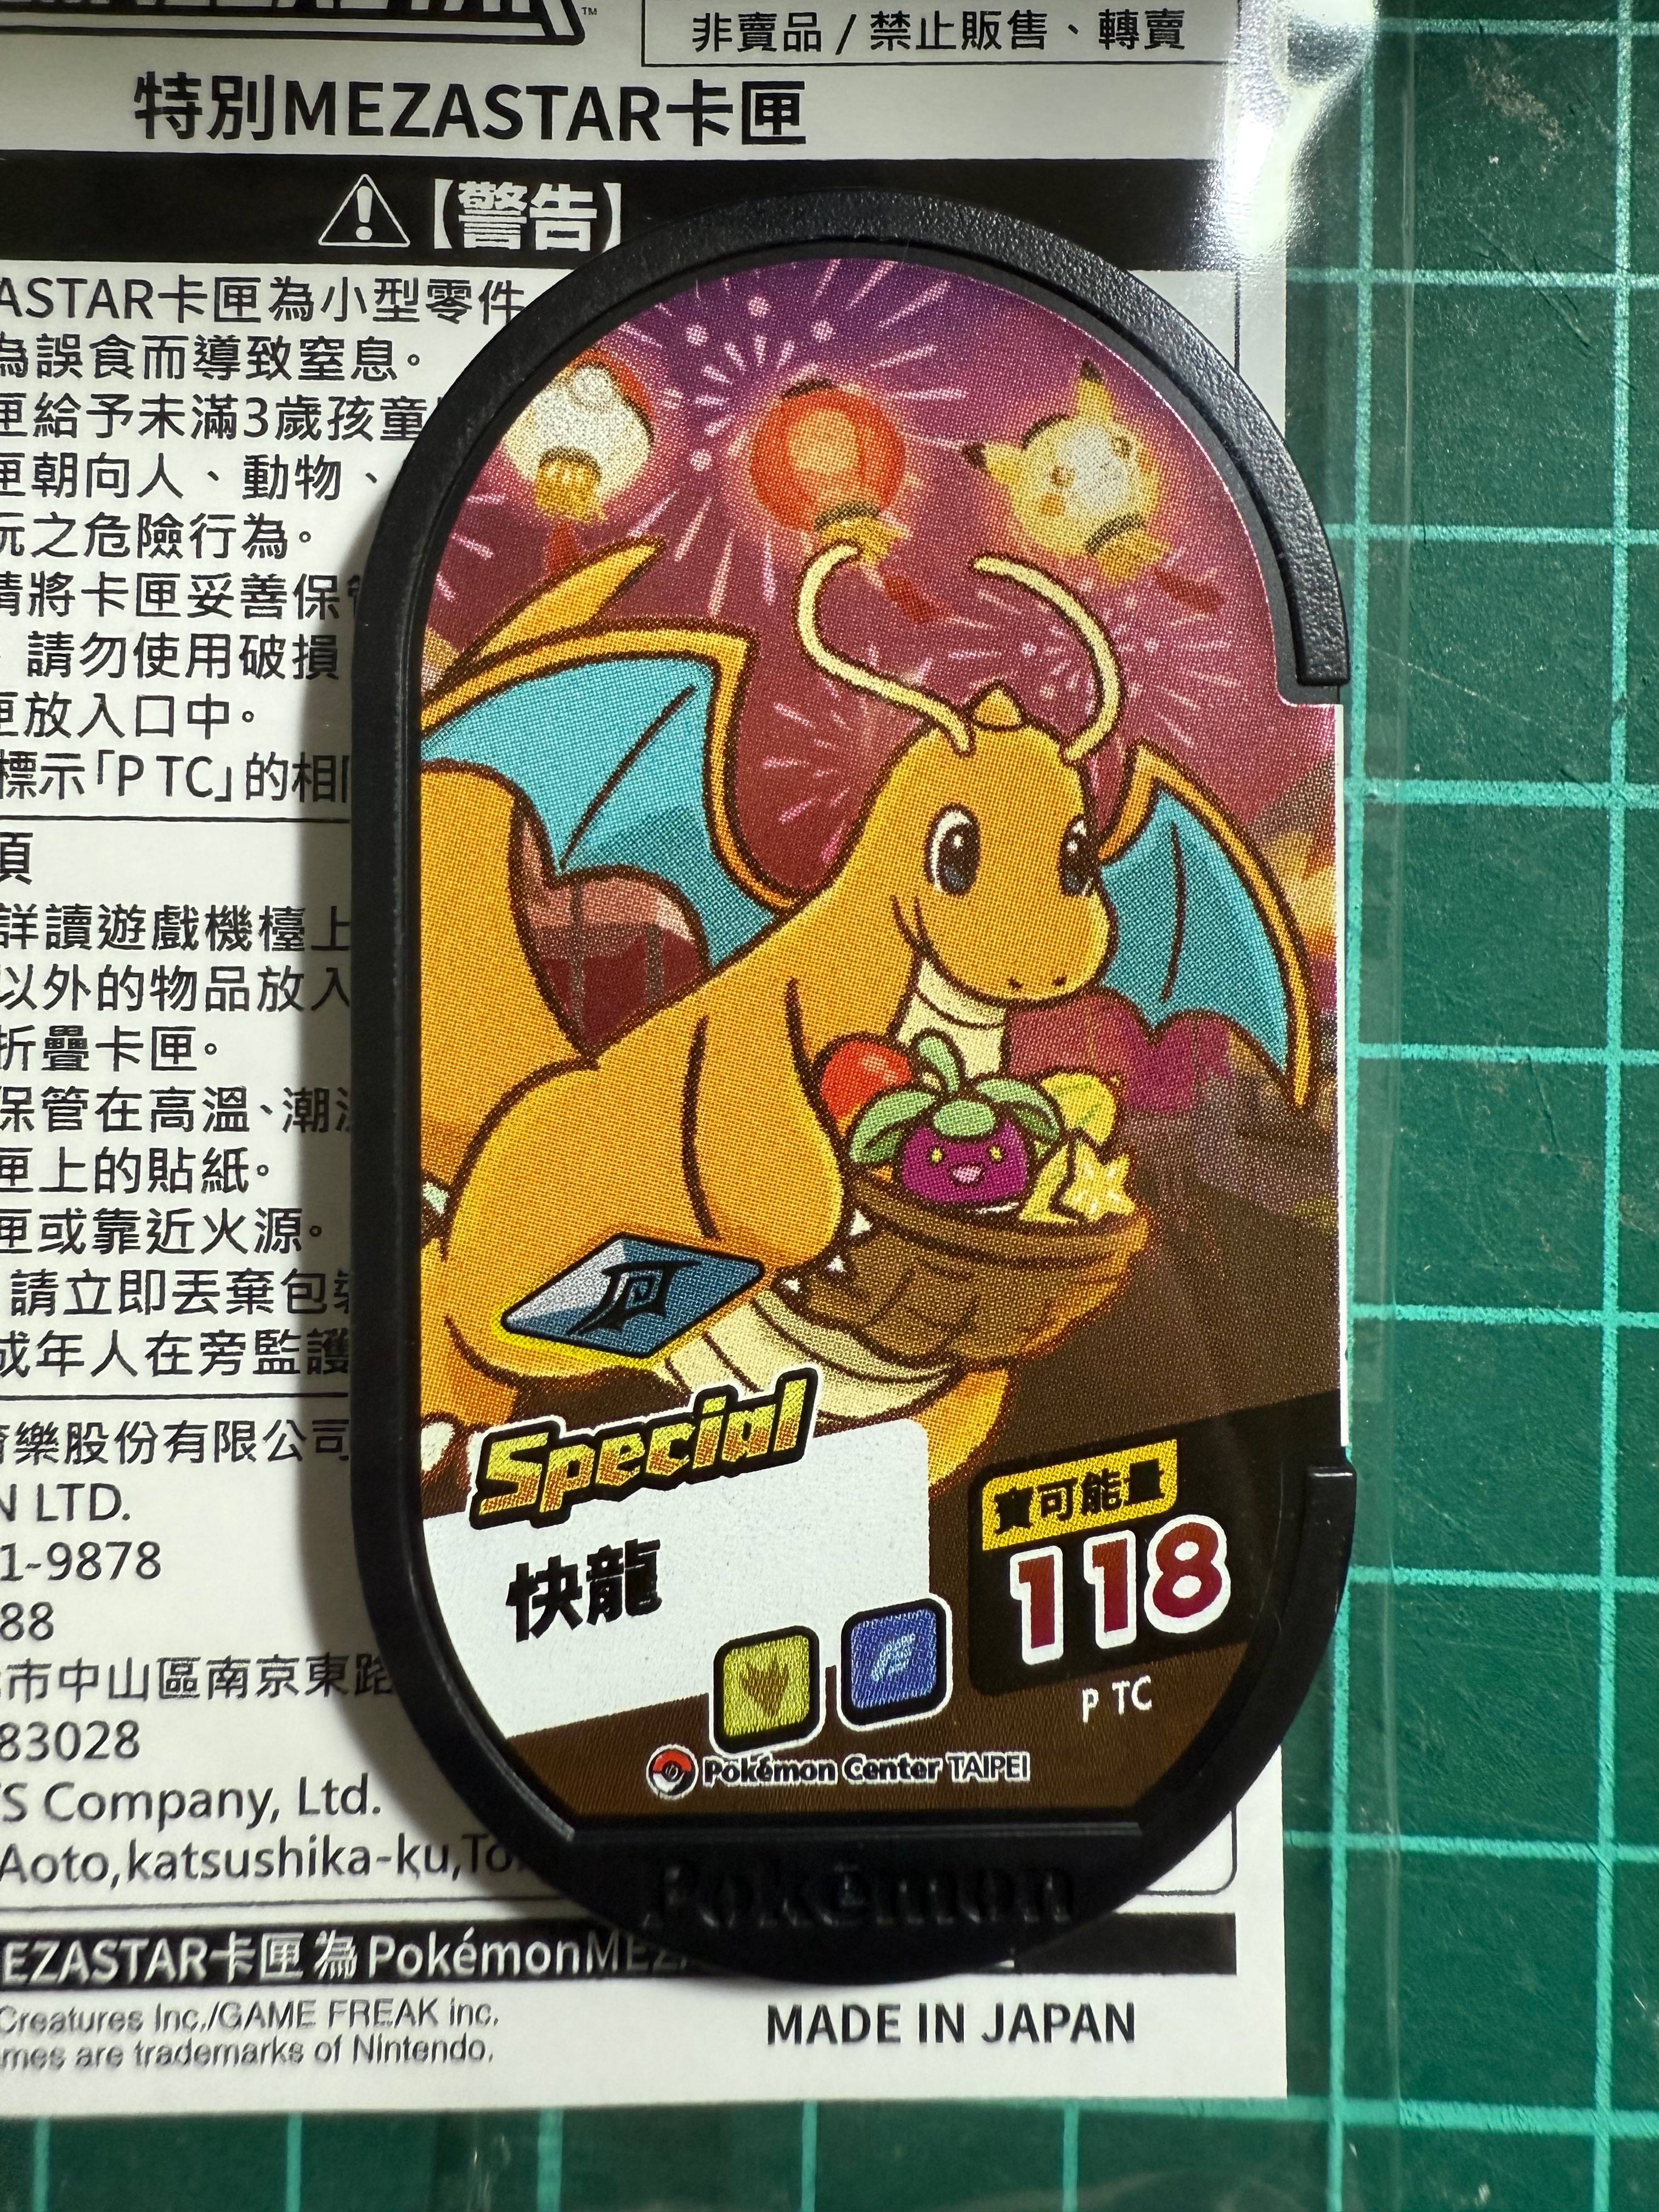 MEZASTAR™
非賣品 / 禁止販售、轉賣
特別MEZASTAR卡匣
【警告】
ASTAR卡匣為小型零件
為誤食而導致窒息。
匣給予未滿3歲孩童
匣朝向人、動物、
玩之危險行為。
請將卡匣妥善保管
請勿使用破損
匣放入口中。
標示「P TC」的相
項
詳讀遊戲機檯上
以外的物品放入
折疊卡匣。
保管在高溫、潮
匣上的貼紙。
匣或靠近火源。
請立即丟棄包裝
成年人在旁監護
樂股份有限公司
N LTD.
1-9878
88
市中山區南京東路
83028
S Company, Ltd.
Aoto,katsushika-ku,To
EZASTAR卡匣為PokémonMEZ
Creatures Inc./GAME FREAK inc.
mes are trademarks of Nintendo.
MADE IN JAPAN
Special
快龍
寶可能量
118
P TC
Pokémon Center TAIPEI
Pokémon